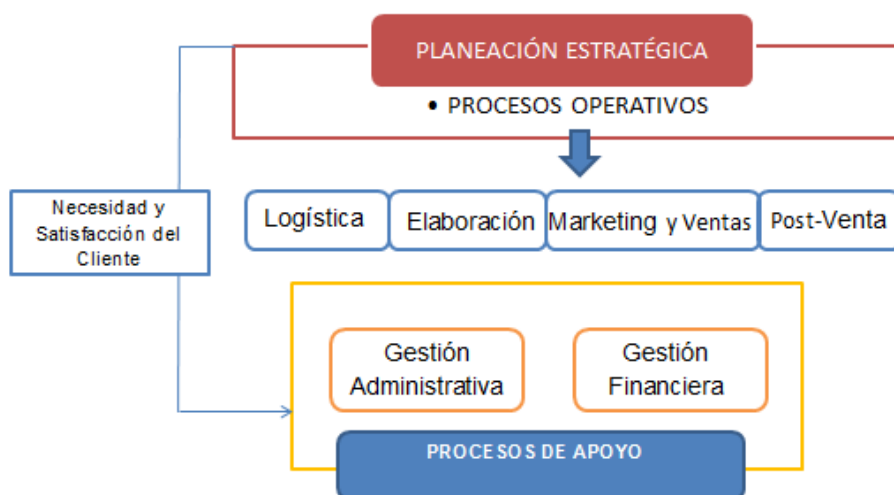 PLANEACIÓN ESTRATÉGICA
• PROCESOS OPERATIVOS
Necesidad y
Satisfacción del
Cliente
Logística
Elaboración
Marketing y Ventas
Post-Venta
Gestión
Administrativa
Gestión
Financiera
PROCESOS DE APOYO